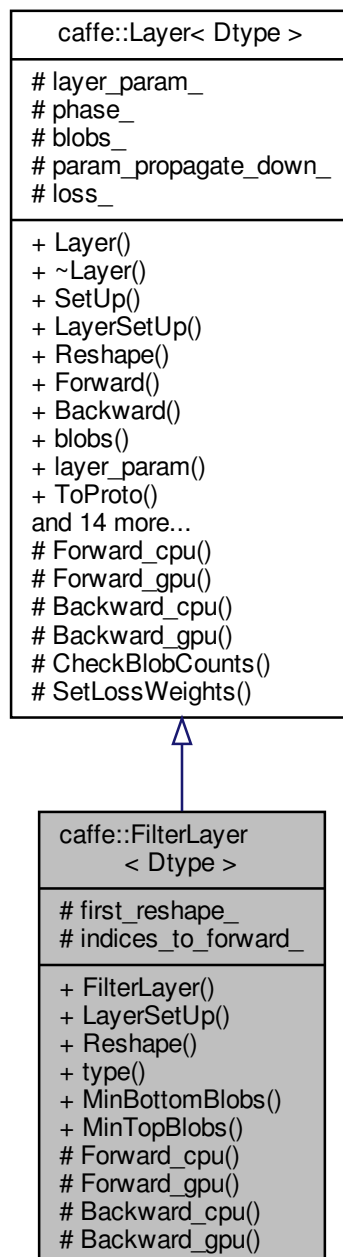 caffe::Layer< Dtype >
# layer_param_
# phase_
# blobs_
# param_propagate_down_
# loss_
+ Layer()
+ ~Layer()
+ SetUp()
+ LayerSetUp()
+ Reshape()
+ Forward()
+ Backward()
+ blobs()
+ layer_param()
+ ToProto()
and 14 more...
# Forward_cpu()
# Forward_gpu()
# Backward_cpu()
# Backward_gpu()
# CheckBlobCounts()
# SetLossWeights()
caffe::FilterLayer
< Dtype >
# first_reshape_
# indices_to_forward_
+ FilterLayer()
+ LayerSetUp()
+ Reshape()
+ type()
+ MinBottomBlobs()
+ MinTopBlobs()
# Forward_cpu()
# Forward_gpu()
# Backward_cpu()
# Backward_gpu()